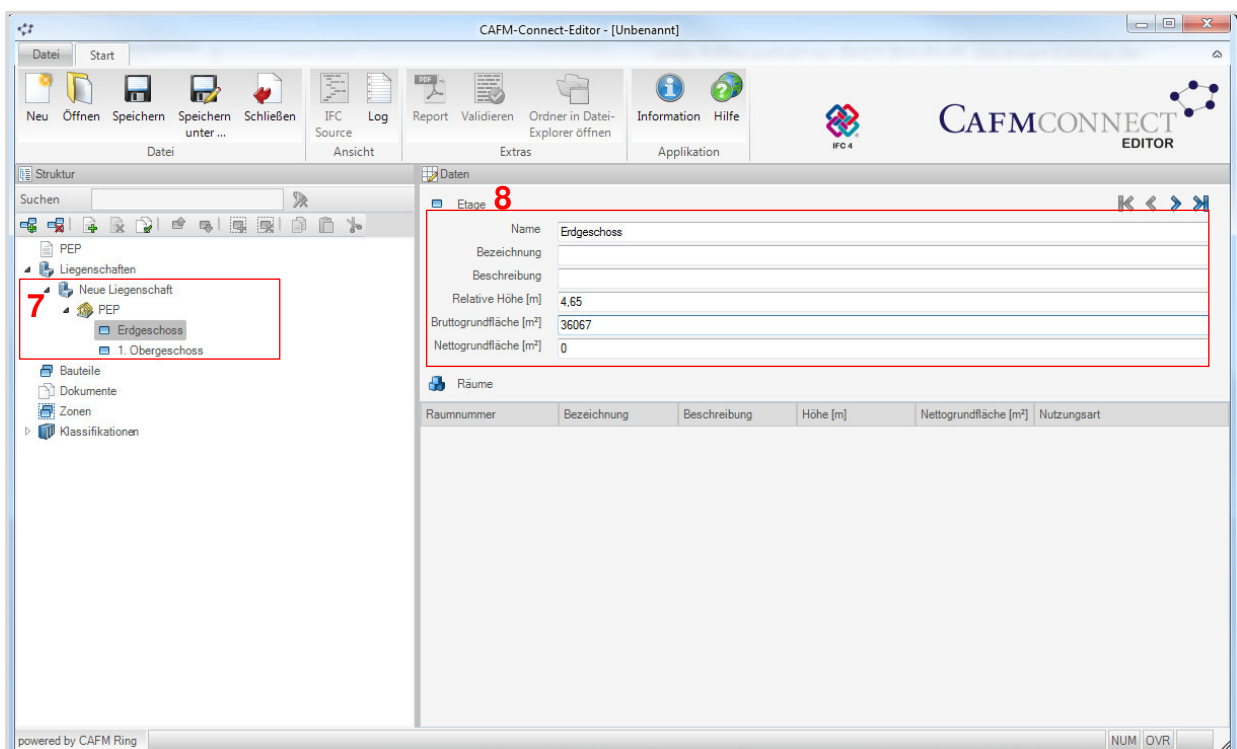 CAFM-Connect-Editor - [Unbenannt]
Datei Start
Neu Öffnen Speichern Speichern unter ... Schließen IFC Source Log Report Validieren Ordner in Datei-Explorer öffnen Information Hilfe
Datei Ansicht Extras Applikation
IFC 4
CAFMCONNECT
EDITOR
Struktur
Suchen
PEP
Liegenschaften
7
Neue Liegenschaft
PEP
Erdgeschoss
1. Obergeschoss
Bauteile
Dokumente
Zonen
Klassifikationen
Daten
Etage 8
Name Erdgeschoss
Bezeichnung
Beschreibung
Relative Höhe [m] 4,65
Bruttogrundfläche [m²] 36067
Nettogrundfläche [m²] 0
Räume
Raumnummer Bezeichnung Beschreibung Höhe [m] Nettogrundfläche [m²] Nutzungsart
powered by CAFM Ring NUM OVR